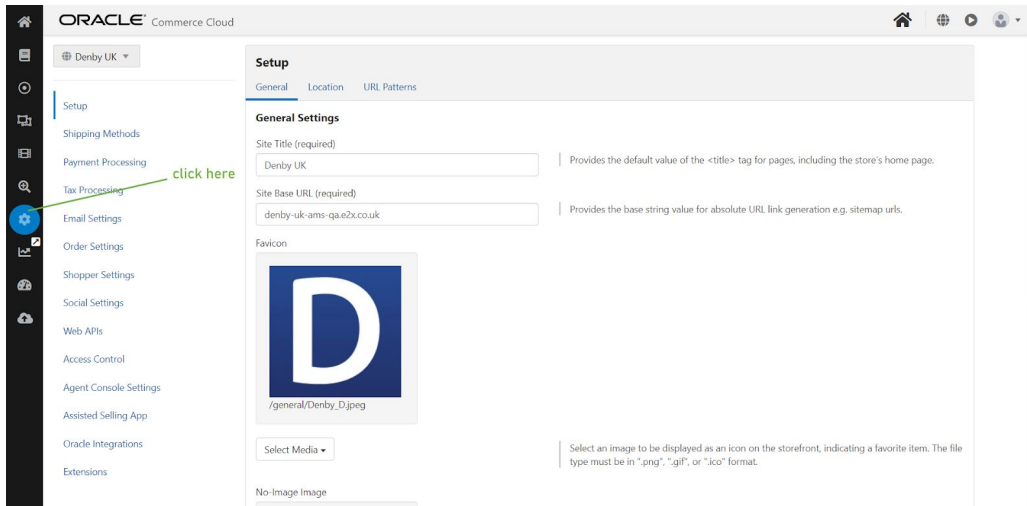 ORACLE Commerce Cloud
Denby UK
Setup
Shipping Methods
Payment Processing
click here
Tax Processing
Email Settings
Order Settings
Shopper Settings
Social Settings
Web APIs
Access Control
Agent Console Settings
Assisted Selling App
Oracle Integrations
Extensions
Setup
General Location URL Patterns
General Settings
Site Title (required)
Denby UK
Provides the default value of the <title> tag for pages, including the store's home page.
Site Base URL (required)
denby-uk-ams-qa.e2x.co.uk
Provides the base string value for absolute URL link generation e.g. sitemap urls.
Favicon
D
/general/Denby_D.jpeg
Select Media
Select an image to be displayed as an icon on the storefront, indicating a favorite item. The file
type must be in ".png", ".gif", or ".ico" format.
No-Image Image